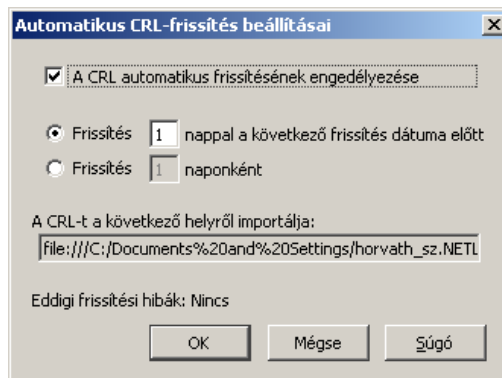 Automatikus CRL-frissítés beállításai
A CRL automatikus frissítésének engedélyezése
Frissítés 1 nappal a következő frissítés dátuma előtt
Frissítés 1 naponként
A CRL-t a következő helyről importálja:
file:///C:/Documents%20and%20Settings/horvath_sz.NETL
Eddigi frissítési hibák: Nincs
OK Mégse Súgó